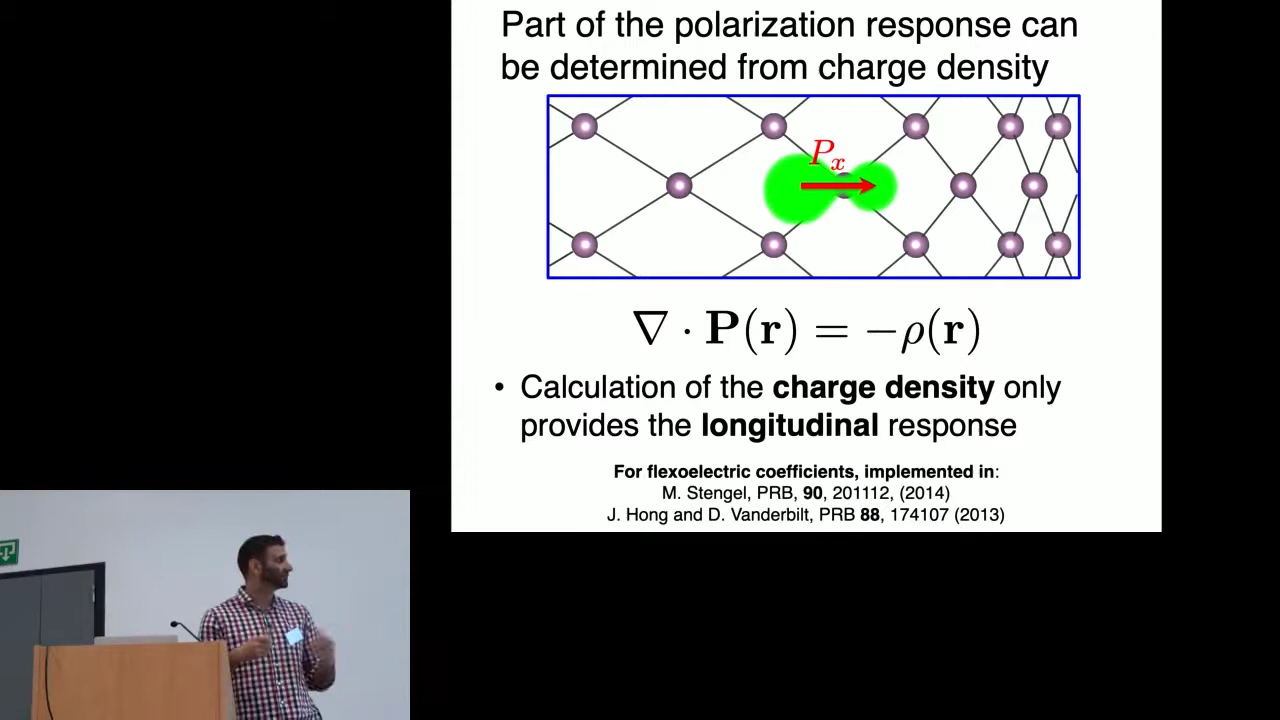 Part of the polarization response can
be determined from charge density
Pₓ
∇ · P(r) = −ρ(r)
• Calculation of the charge density only
provides the longitudinal response
For flexoelectric coefficients, implemented in:
M. Stengel, PRB, 90, 201112, (2014)
J. Hong and D. Vanderbilt, PRB 88, 174107 (2013)